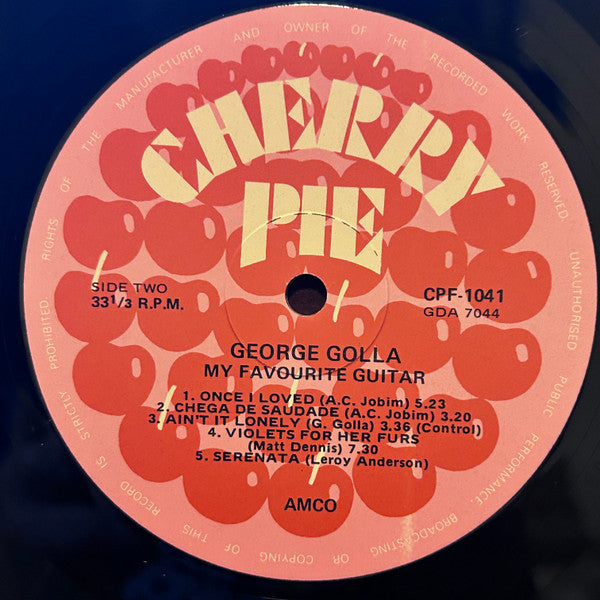 CHERRY
PIE
SIDE TWO
33 1/3 R.P.M.
CPF-1041
GDA 7044
GEORGE GOLLA
MY FAVOURITE GUITAR
1. ONCE I LOVED (A.C. Jobim) 5.23
2. CHEGA DE SAUDADE (A.C. Jobim) 3.20
3. AIN'T IT LONELY (G. Golla) 3.36 (Control)
4. VIOLETS FOR HER FURS
(Matt Dennis) 7.30
5. SERENATA (Leroy Anderson)
AMCO
RIGHTS OF THE MANUFACTURER AND OWNER OF THE RECORDED WORK RESERVED UNAUTHORISED PUBLIC PERFORMANCE, BROADCASTING OR COPYING OF THIS RECORD IS STRICTLY PROHIBITED.